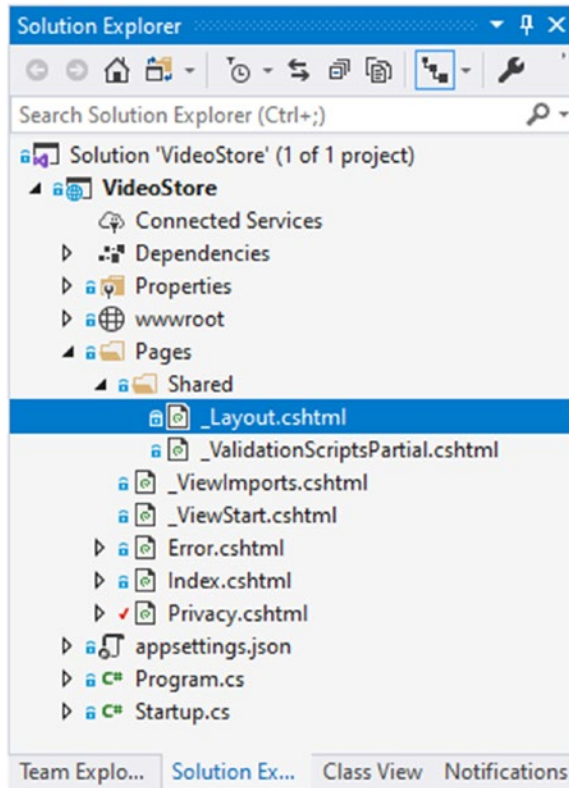 Solution Explorer
Search Solution Explorer (Ctrl+;)
Solution 'VideoStore' (1 of 1 project)
VideoStore
Connected Services
Dependencies
Properties
wwwroot
Pages
Shared
_Layout.cshtml
_ValidationScriptsPartial.cshtml
_ViewImports.cshtml
_ViewStart.cshtml
Error.cshtml
Index.cshtml
Privacy.cshtml
appsettings.json
C# Program.cs
C# Startup.cs
Team Explo... Solution Ex... Class View Notifications